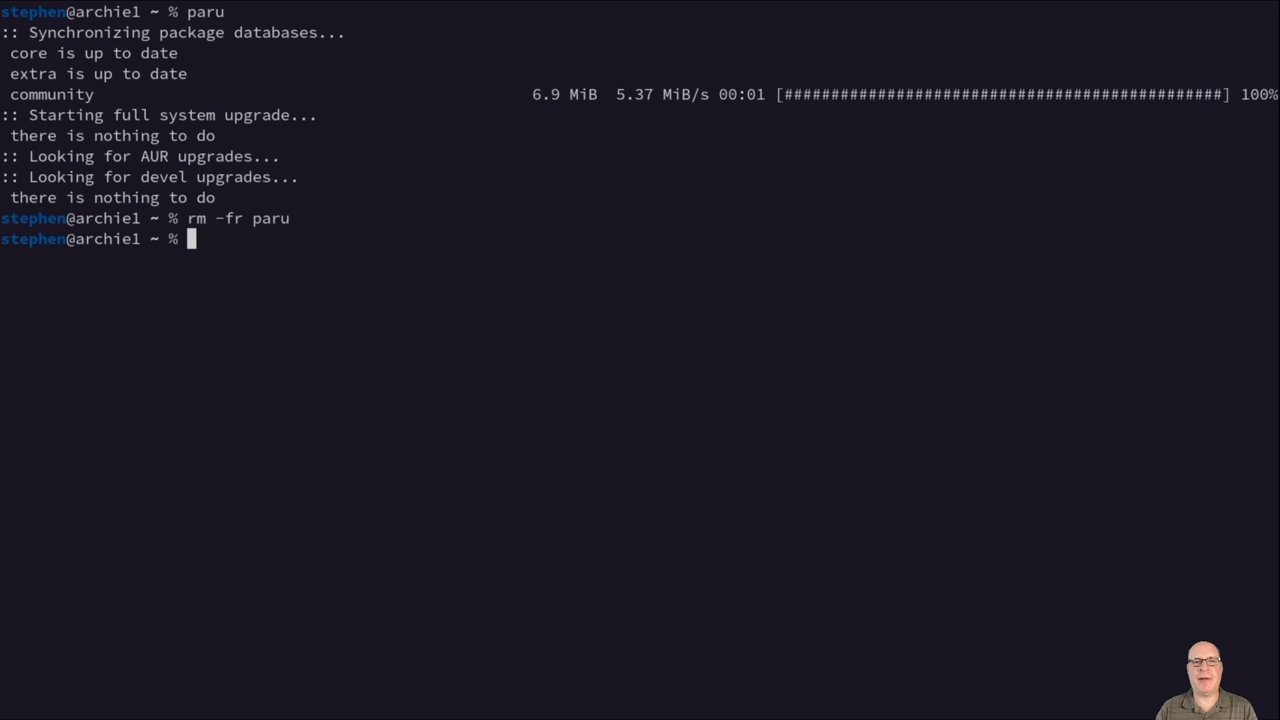 stephen@archie1 ~ % paru
:: Synchronizing package databases...
core is up to date
extra is up to date
community 6.9 MiB 5.37 MiB/s 00:01 [###############################################] 100%
:: Starting full system upgrade...
there is nothing to do
:: Looking for AUR upgrades...
:: Looking for devel upgrades...
there is nothing to do
stephen@archie1 ~ % rm -fr paru
stephen@archie1 ~ %